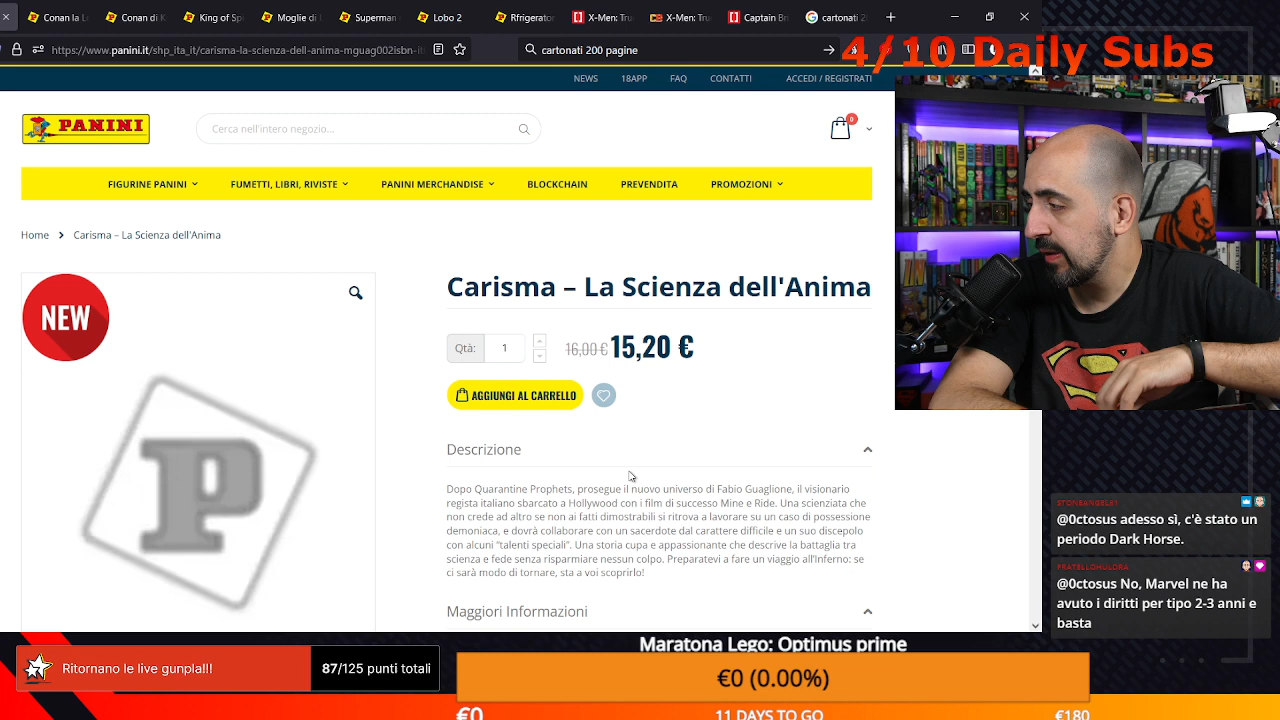 Conan la L
Conan di K
King of Sp
Moglie di
Superman
Lobo 2
Rfrigerator
X-Men: Tru
X-Men: Tru
Captain Bri
cartonati 2
https://www.panini.it/shp_ita_it/carisma-la-scienza-dell-anima-mguag002isbn-it
cartonati 200 pagine
4/10 Daily Subs
NEWS
18APP
FAQ
CONTATTI
ACCEDI / REGISTRATI
PANINI
Cerca nell'intero negozio...
0
FIGURINE PANINI
FUMETTI, LIBRI, RIVISTE
PANINI MERCHANDISE
BLOCKCHAIN
PREVENDITA
PROMOZIONI
Home
Carisma – La Scienza dell'Anima
NEW
P
Carisma – La Scienza dell'Anima
Qtà:
1
16,00 € 15,20 €
AGGIUNGI AL CARRELLO
Descrizione
Dopo Quarantine Prophets, prosegue il nuovo universo di Fabio Guaglione, il visionario
regista italiano sbarcato a Hollywood con i film di successo Mine e Ride. Una scienziata che
non crede ad altro se non ai fatti dimostrabili si ritrova a lavorare su un caso di possessione
demoniaca, e dovrà collaborare con un sacerdote dal carattere difficile e un suo discepolo
con alcuni “talenti speciali”. Una storia cupa e appassionante che descrive la battaglia tra
scienza e fede senza risparmiare nessun colpo. Preparatevi a fare un viaggio all'Inferno: se
ci sarà modo di tornare, sta a voi scoprirlo!
Maggiori Informazioni
@0ctosus adesso sì, c'è stato un
periodo Dark Horse.
FRATELLOHULORA
@0ctosus No, Marvel ne ha
avuto i diritti per tipo 2-3 anni e
basta
Ritornano le live gunpla!!!
87/125 punti totali
Maratona Lego: Optimus prime
€0 (0.00%)
€0
11 DAYS TO GO
€180